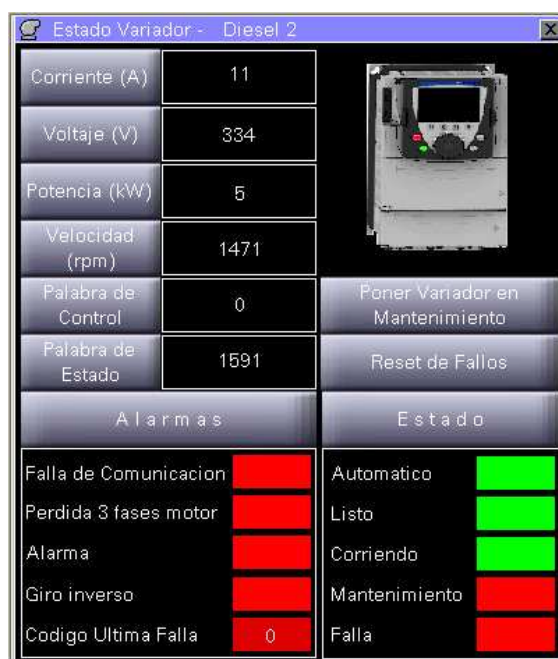 Estado Variador - Diesel 2
Corriente (A) 11
Voltaje (V) 334
Potencia (kW) 5
Velocidad
(rpm) 1471
Palabra de
Control 0
Palabra de
Estado 1591
Poner Variador en
Mantenimiento
Reset de Fallos
Alarmas
Falla de Comunicacion
Perdida 3 fases motor
Alarma
Giro inverso
Codigo Ultima Falla 0
Estado
Automatico
Listo
Corriendo
Mantenimiento
Falla